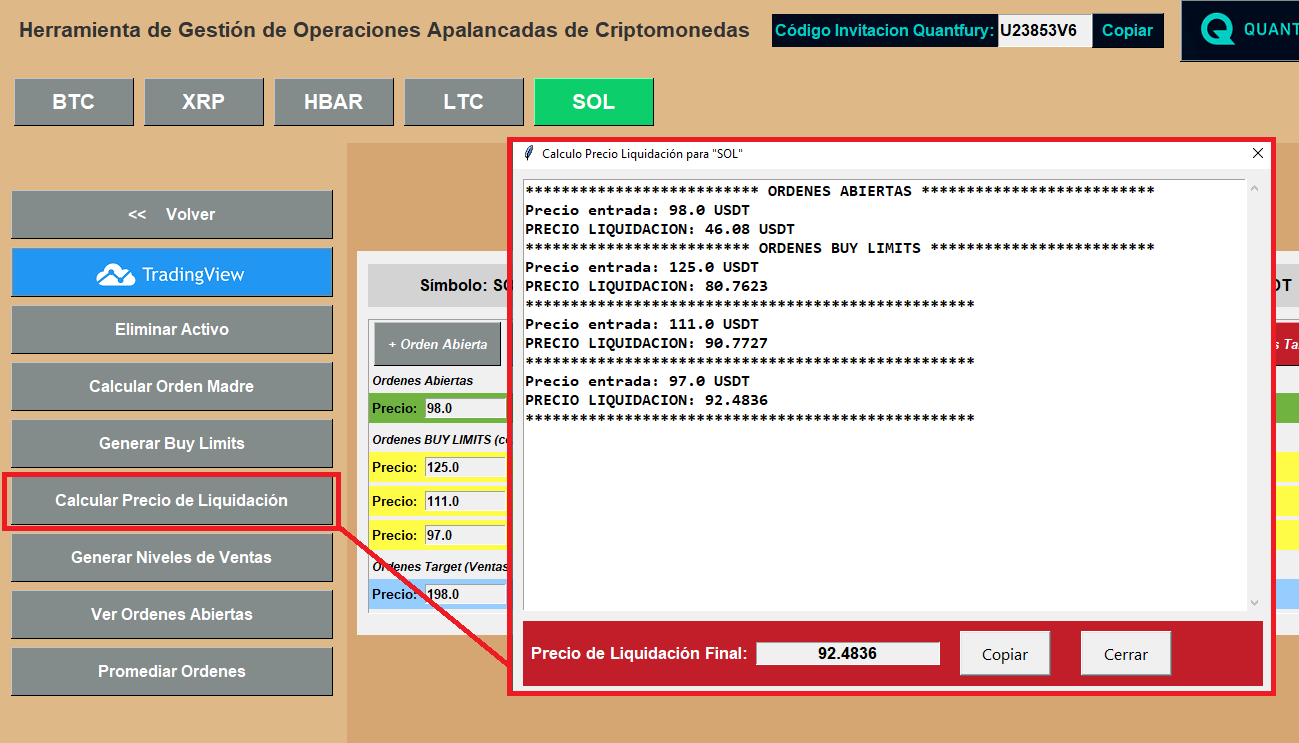 Herramienta de Gestión de Operaciones Apalancadas de Criptomonedas
Código Invitacion Quantfury: U23853V6 Copiar
QUANT
BTC XRP HBAR LTC SOL
<< Volver
TradingView
Eliminar Activo
Calcular Orden Madre
Generar Buy Limits
Calcular Precio de Liquidación
Generar Niveles de Ventas
Ver Ordenes Abiertas
Promediar Ordenes
Símbolo: SO
DT
+ Orden Abierta
s Ta
Ordenes Abiertas
Precio: 98.0
Ordenes BUY LIMITS (c
Precio: 125.0
Precio: 111.0
Precio: 97.0
Ordenes Target (Ventas
Precio: 198.0
Calculo Precio Liquidación para "SOL"
************************** ORDENES ABIERTAS **************************
Precio entrada: 98.0 USDT
PRECIO LIQUIDACION: 46.08 USDT
************************* ORDENES BUY LIMITS *************************
Precio entrada: 125.0 USDT
PRECIO LIQUIDACION: 80.7623
**************************************************
Precio entrada: 111.0 USDT
PRECIO LIQUIDACION: 90.7727
**************************************************
Precio entrada: 97.0 USDT
PRECIO LIQUIDACION: 92.4836
**************************************************
Precio de Liquidación Final: 92.4836 Copiar Cerrar